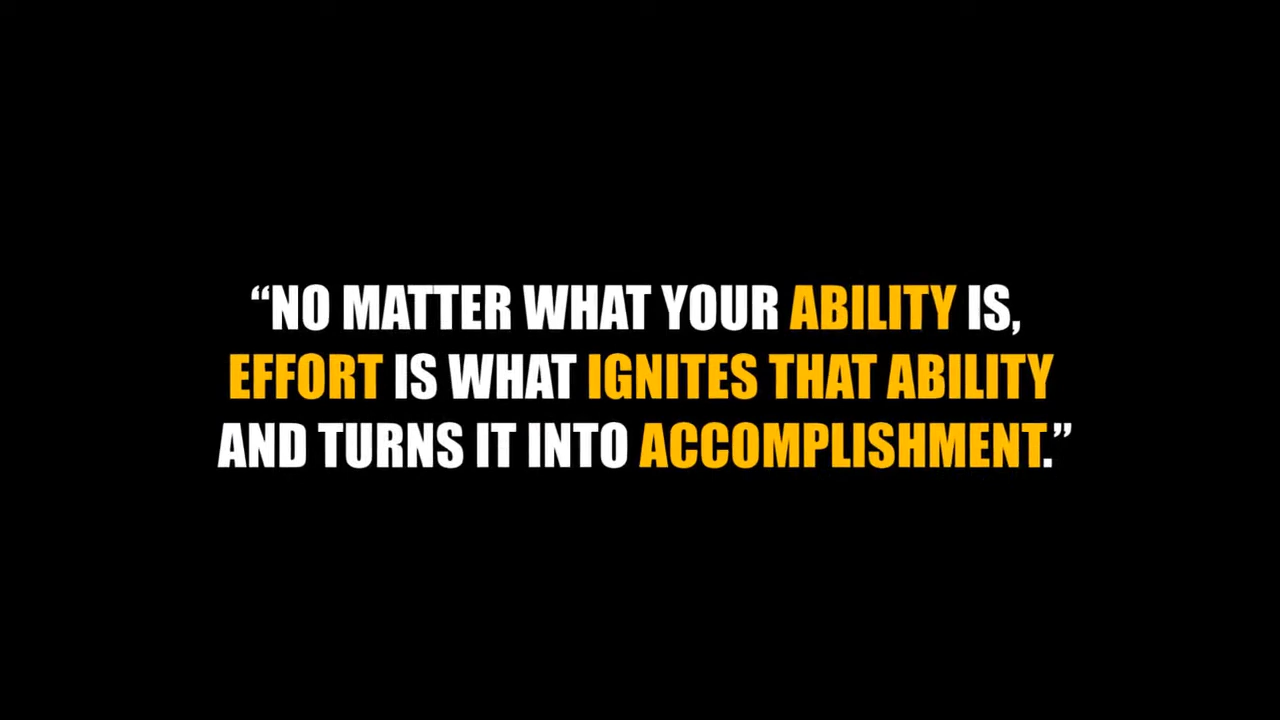 “NO MATTER WHAT YOUR ABILITY IS,
EFFORT IS WHAT IGNITES THAT ABILITY
AND TURNS IT INTO ACCOMPLISHMENT.”